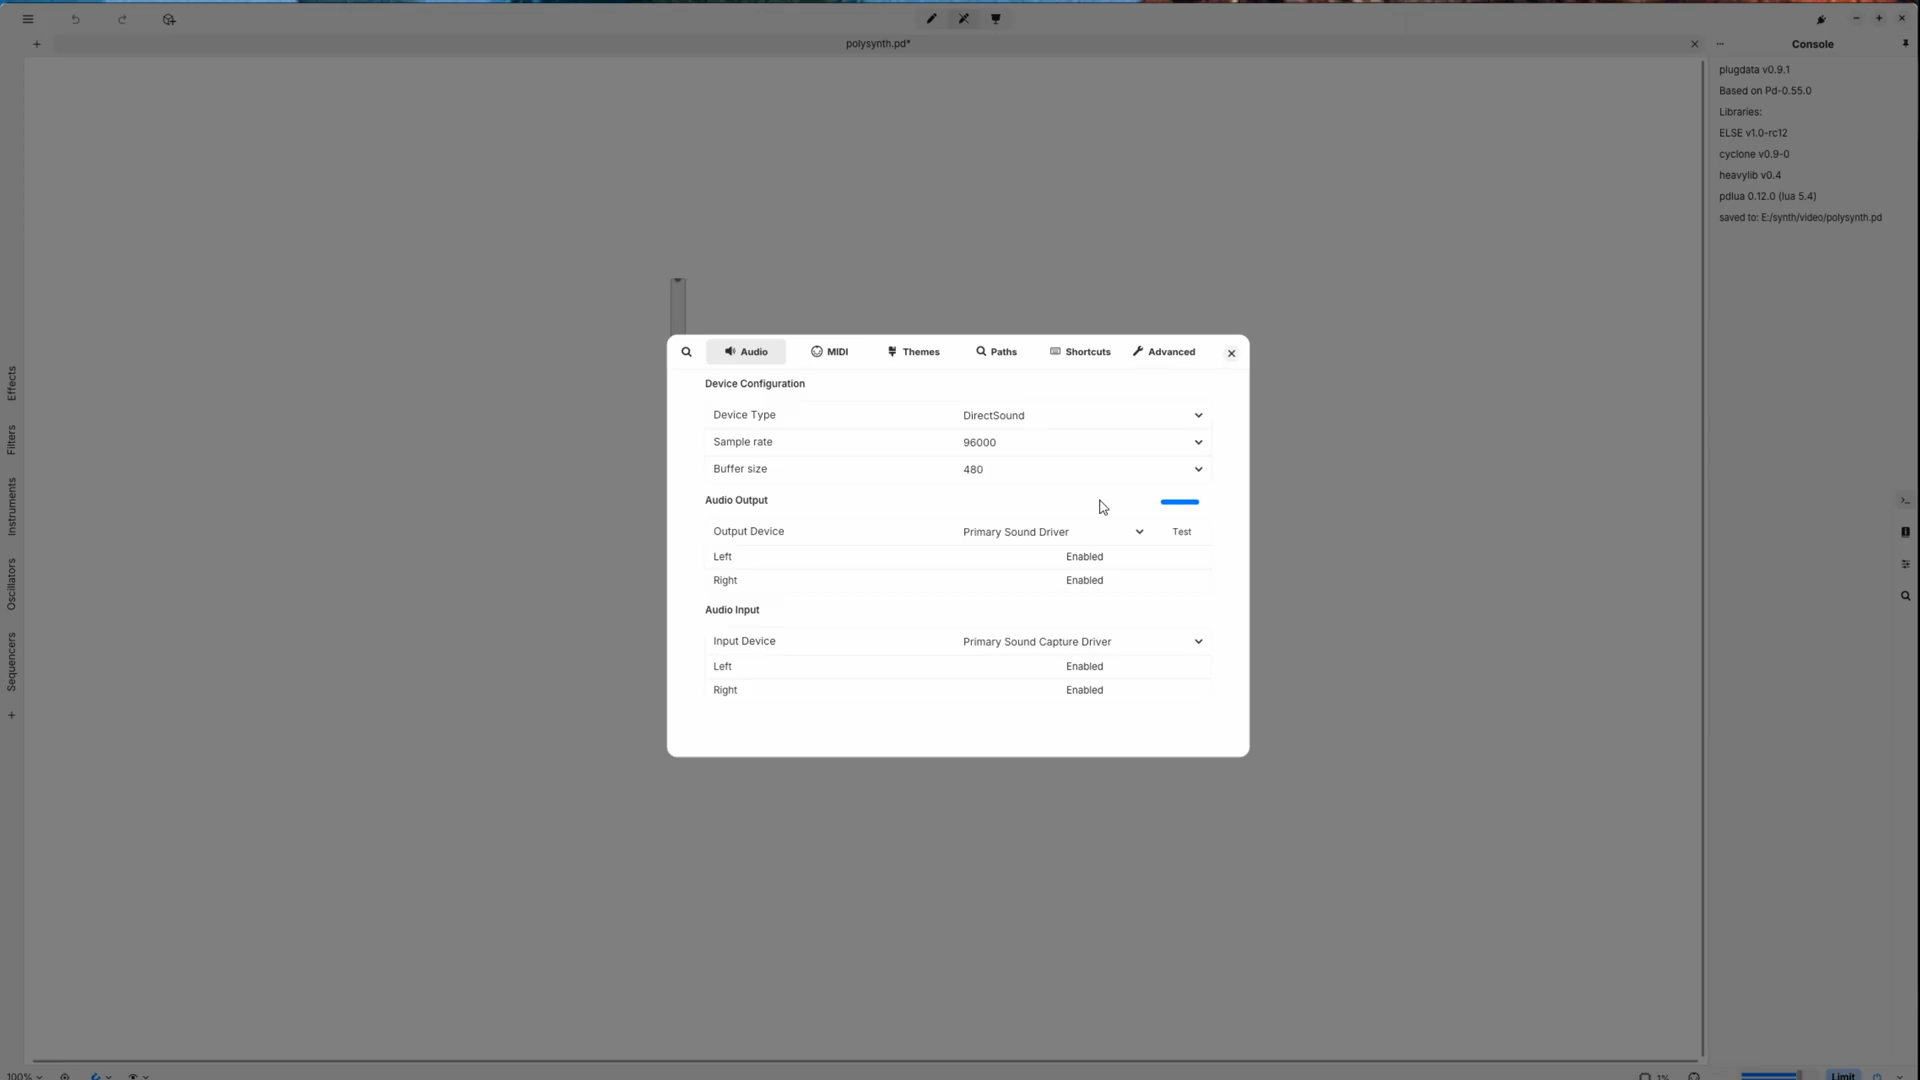 polysynth.pd*
Console
plugdata v0.9.1
Based on Pd-0.55.0
Libraries:
ELSE v1.0-rc12
cyclone v0.9-0
heavylib v0.4
pdlua 0.12.0 (lua 5.4)
saved to: E:/synth/video/polysynth.pd
Effects
Filters
Instruments
Oscillators
Sequencers
Audio
MIDI
Themes
Paths
Shortcuts
Advanced
Device Configuration
Device Type DirectSound
Sample rate 96000
Buffer size 480
Audio Output
Output Device Primary Sound Driver Test
Left Enabled
Right Enabled
Audio Input
Input Device Primary Sound Capture Driver
Left Enabled
Right Enabled
100%
1%
Limit